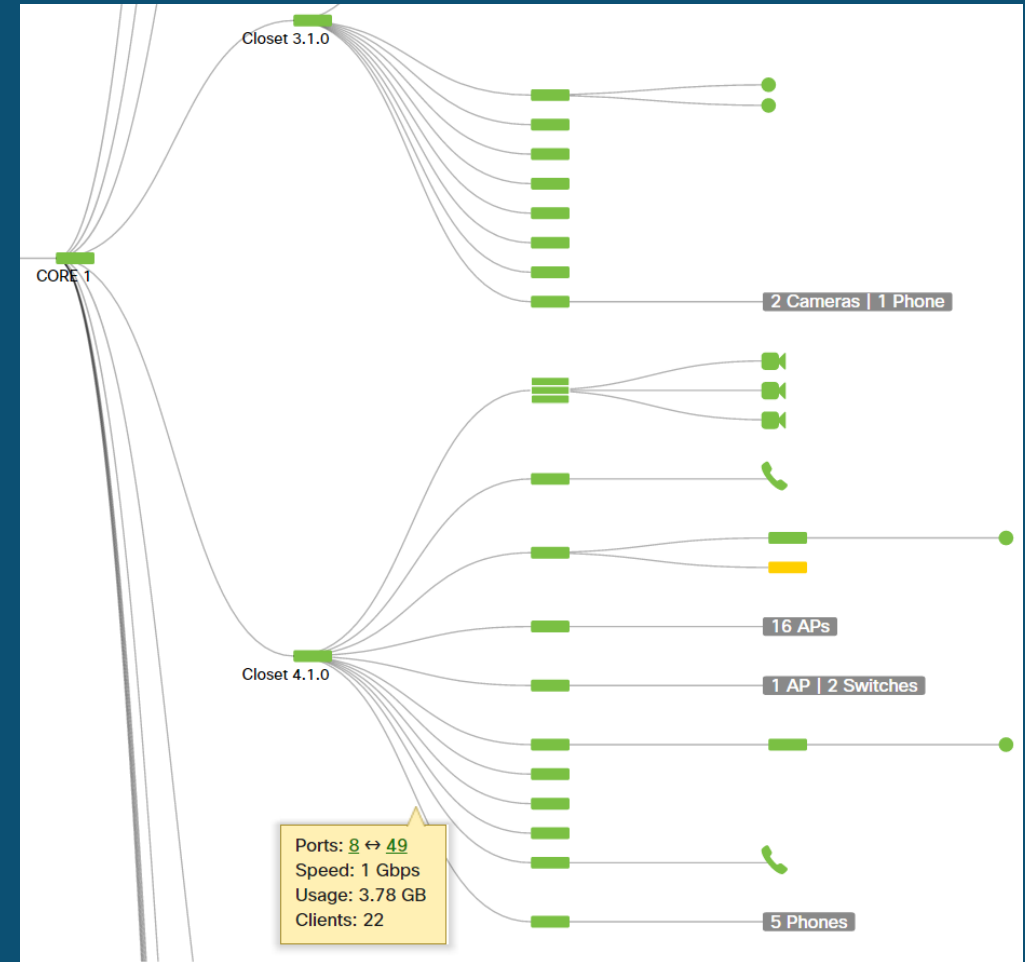 Closet 3.1.0
CORE 1
2 Cameras | 1 Phone
16 APs
Closet 4.1.0
1 AP | 2 Switches
Ports: 8 ↔ 49
Speed: 1 Gbps
Usage: 3.78 GB
Clients: 22
5 Phones